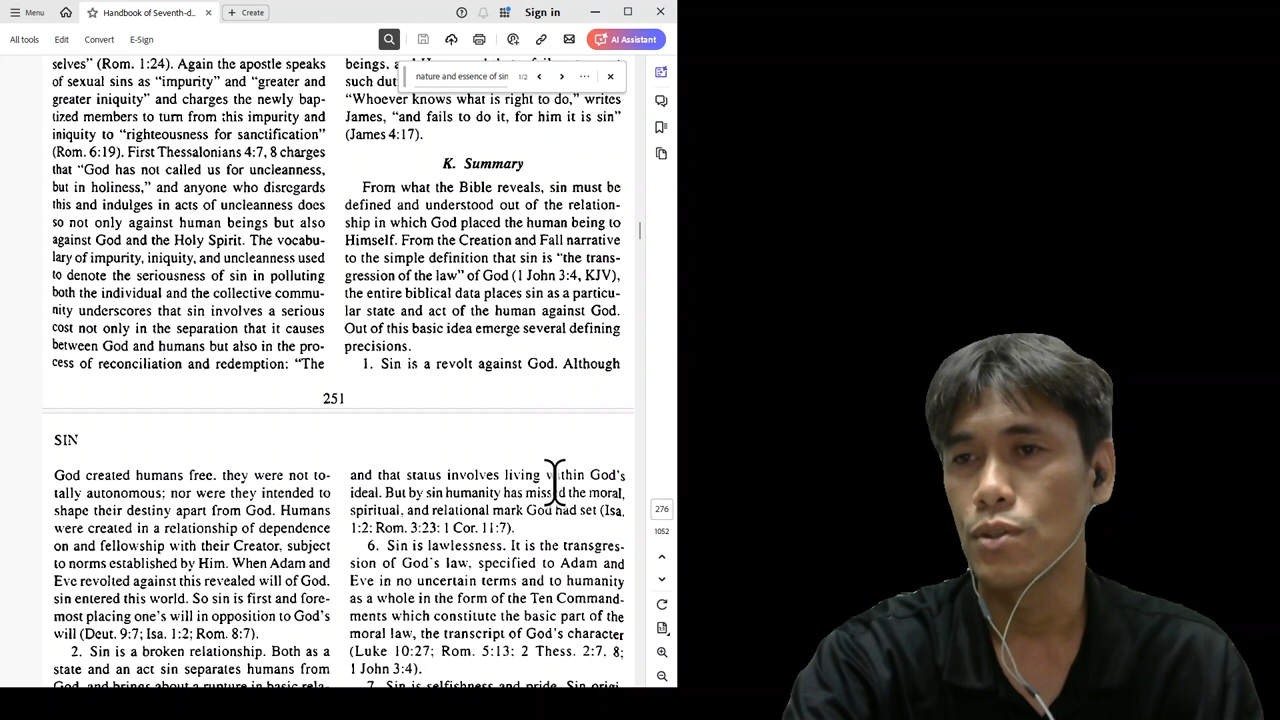 Menu
Handbook of Seventh-d...
Create
Sign in
All tools
Edit
Convert
E-Sign
AI Assistant
nature and essence of sin
1/2
selves” (Rom. 1:24). Again the apostle speaks
of sexual sins as “impurity” and “greater and
greater iniquity” and charges the newly bap-
tized members to turn from this impurity and
iniquity to “righteousness for sanctification”
(Rom. 6:19). First Thessalonians 4:7, 8 charges
that “God has not called us for uncleanness,
but in holiness,” and anyone who disregards
this and indulges in acts of uncleanness does
so not only against human beings but also
against God and the Holy Spirit. The vocabu-
lary of impurity, iniquity, and uncleanness used
to denote the seriousness of sin in polluting
both the individual and the collective commu-
nity underscores that sin involves a serious
cost not only in the separation that it causes
between God and humans but also in the pro-
cess of reconciliation and redemption: “The
beings,
such
“Whoever knows what is right to do,” writes
James, “and fails to do it, for him it is sin”
(James 4:17).
K. Summary
From what the Bible reveals, sin must be
defined and understood out of the relation-
ship in which God placed the human being to
Himself. From the Creation and Fall narrative
to the simple definition that sin is “the trans-
gression of the law” of God (1 John 3:4, KJV),
the entire biblical data places sin as a particu-
lar state and act of the human against God.
Out of this basic idea emerge several defining
precisions.
1. Sin is a revolt against God. Although
251
SIN
God created humans free, they were not to-
tally autonomous; nor were they intended to
shape their destiny apart from God. Humans
were created in a relationship of dependence
on and fellowship with their Creator, subject
to norms established by Him. When Adam and
Eve revolted against this revealed will of God,
sin entered this world. So sin is first and fore-
most placing one’s will in opposition to God’s
will (Deut. 9:7; Isa. 1:2; Rom. 8:7).
2. Sin is a broken relationship. Both as a
state and an act sin separates humans from
God, and brings about a rupture in basic rela-
and that status involves living within God’s
ideal. But by sin humanity has missed the moral,
spiritual, and relational mark God had set (Isa.
1:2; Rom. 3:23; 1 Cor. 11:7).
6. Sin is lawlessness. It is the transgres-
sion of God’s law, specified to Adam and
Eve in no uncertain terms and to humanity
as a whole in the form of the Ten Command-
ments which constitute the basic part of the
moral law, the transcript of God’s character
(Luke 10:27; Rom. 5:13; 2 Thess. 2:7, 8;
1 John 3:4).
7. Sin is selfishness and pride. Sin origi-
276
1052